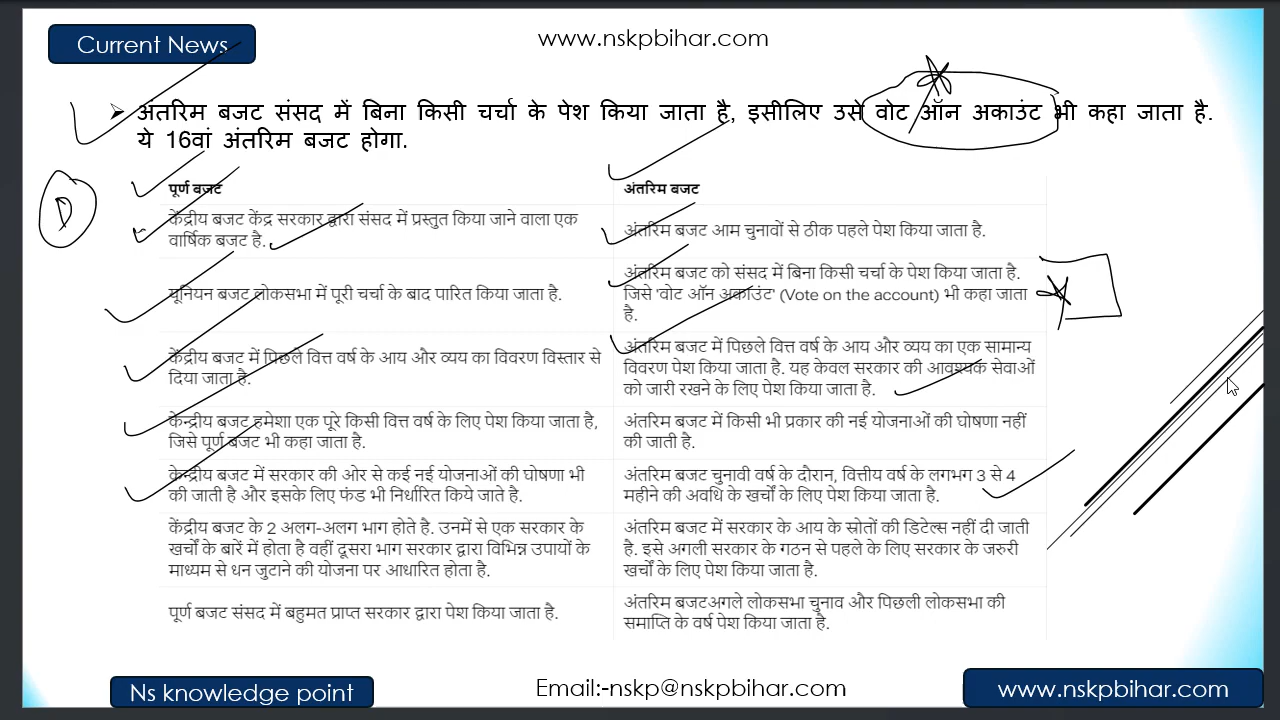 Current News
www.nskpbihar.com
➢ अंतरिम बजट संसद में बिना किसी चर्चा के पेश किया जाता है, इसीलिए उसे वोट ऑन अकाउंट भी कहा जाता है.
ये 16वां अंतरिम बजट होगा.
D
पूर्ण बजट
अंतरिम बजट
केंद्रीय बजट केंद्र सरकार द्वारा संसद में प्रस्तुत किया जाने वाला एक
वार्षिक बजट है.
अंतरिम बजट आम चुनावों से ठीक पहले पेश किया जाता है.
यूनियन बजट लोकसभा में पूरी चर्चा के बाद पारित किया जाता है.
अंतरिम बजट को संसद में बिना किसी चर्चा के पेश किया जाता है.
जिसे 'वोट ऑन अकाउंट' (Vote on the account) भी कहा जाता
है.
केंद्रीय बजट में पिछले वित्त वर्ष के आय और व्यय का विवरण विस्तार से
दिया जाता है.
अंतरिम बजट में पिछले वित्त वर्ष के आय और व्यय का एक सामान्य
विवरण पेश किया जाता है. यह केवल सरकार की आवश्यक सेवाओं
को जारी रखने के लिए पेश किया जाता है.
केन्द्रीय बजट हमेशा एक पूरे किसी वित्त वर्ष के लिए पेश किया जाता है,
जिसे पूर्ण बजट भी कहा जाता है.
अंतरिम बजट में किसी भी प्रकार की नई योजनाओं की घोषणा नहीं
की जाती है.
केन्द्रीय बजट में सरकार की ओर से कई नई योजनाओं की घोषणा भी
की जाती है और इसके लिए फंड भी निर्धारित किये जाते है.
अंतरिम बजट चुनावी वर्ष के दौरान, वित्तीय वर्ष के लगभग 3 से 4
महीने की अवधि के खर्चों के लिए पेश किया जाता है.
केंद्रीय बजट के 2 अलग-अलग भाग होते है. उनमें से एक सरकार के
खर्चों के बारें में होता है वहीं दूसरा भाग सरकार द्वारा विभिन्न उपायों के
माध्यम से धन जुटाने की योजना पर आधारित होता है.
अंतरिम बजट में सरकार के आय के स्रोतों की डिटेल्स नहीं दी जाती
है. इसे अगली सरकार के गठन से पहले के लिए सरकार के जरुरी
खर्चों के लिए पेश किया जाता है.
पूर्ण बजट संसद में बहुमत प्राप्त सरकार द्वारा पेश किया जाता है.
अंतरिम बजटअगले लोकसभा चुनाव और पिछली लोकसभा की
समाप्ति के वर्ष पेश किया जाता है.
Ns knowledge point
Email:-nskp@nskpbihar.com
www.nskpbihar.com